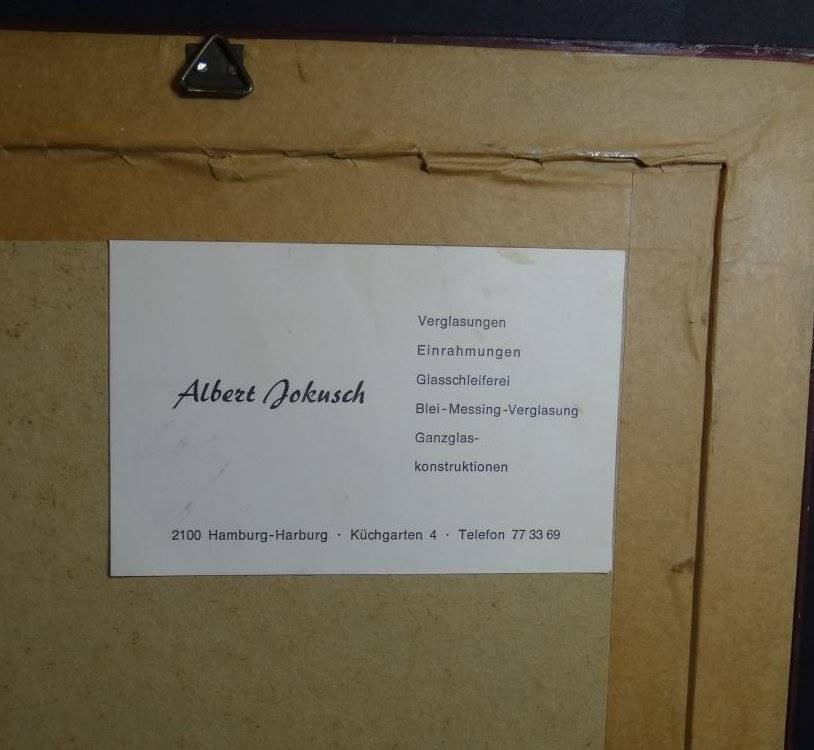 Albert Jokusch
Verglasungen
Einrahmungen
Glasschleiferei
Blei-Messing-Verglasung
Ganzglas-
konstruktionen
2100 Hamburg-Harburg · Küchgarten 4 · Telefon 77 33 69